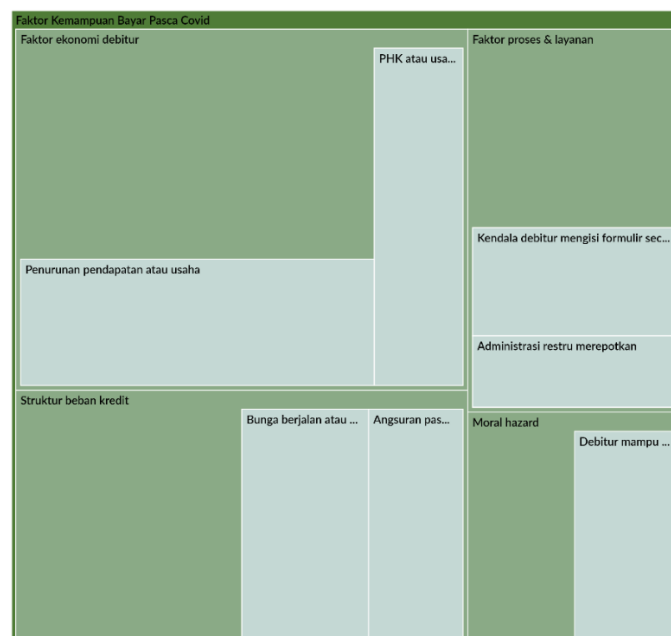 Faktor Kemampuan Bayar Pasca Covid
Faktor ekonomi debitur
PHK atau usa...
Penurunan pendapatan atau usaha
Faktor proses & layanan
Kendala debitur mengisi formulir sec...
Administrasi restru merepotkan
Struktur beban kredit
Bunga berjalan atau ...
Angsuran pas...
Moral hazard
Debitur mampu ...